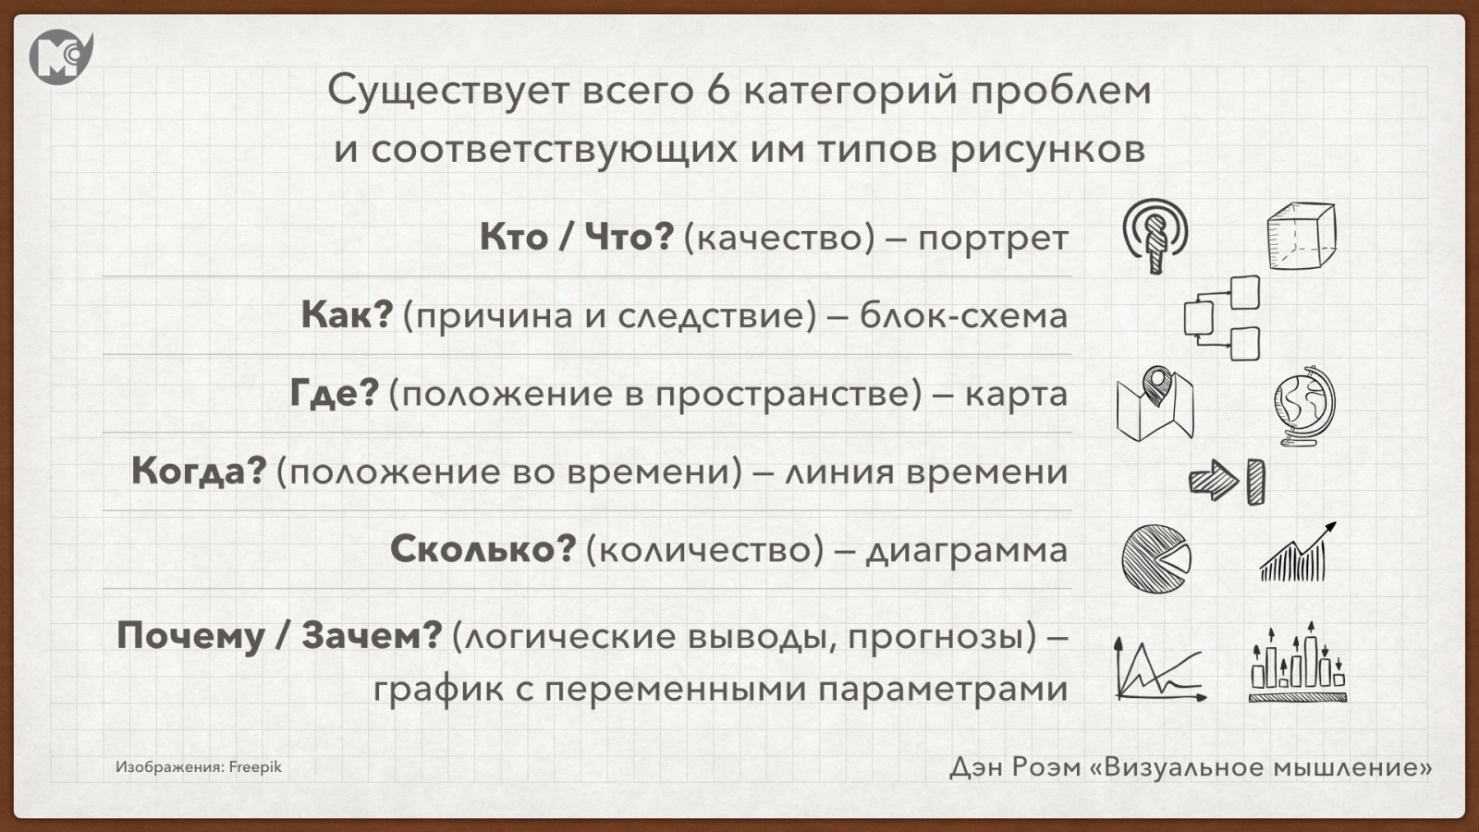 Существует всего 6 категорий проблем
и соответствующих им типов рисунков
Кто / Что? (качество) – портрет
Как? (причина и следствие) – блок-схема
Где? (положение в пространстве) – карта
Когда? (положение во времени) – линия времени
Сколько? (количество) – диаграмма
Почему / Зачем? (логические выводы, прогнозы) –
график с переменными параметрами
Изображения: Freepik
Дэн Роэм «Визуальное мышление»